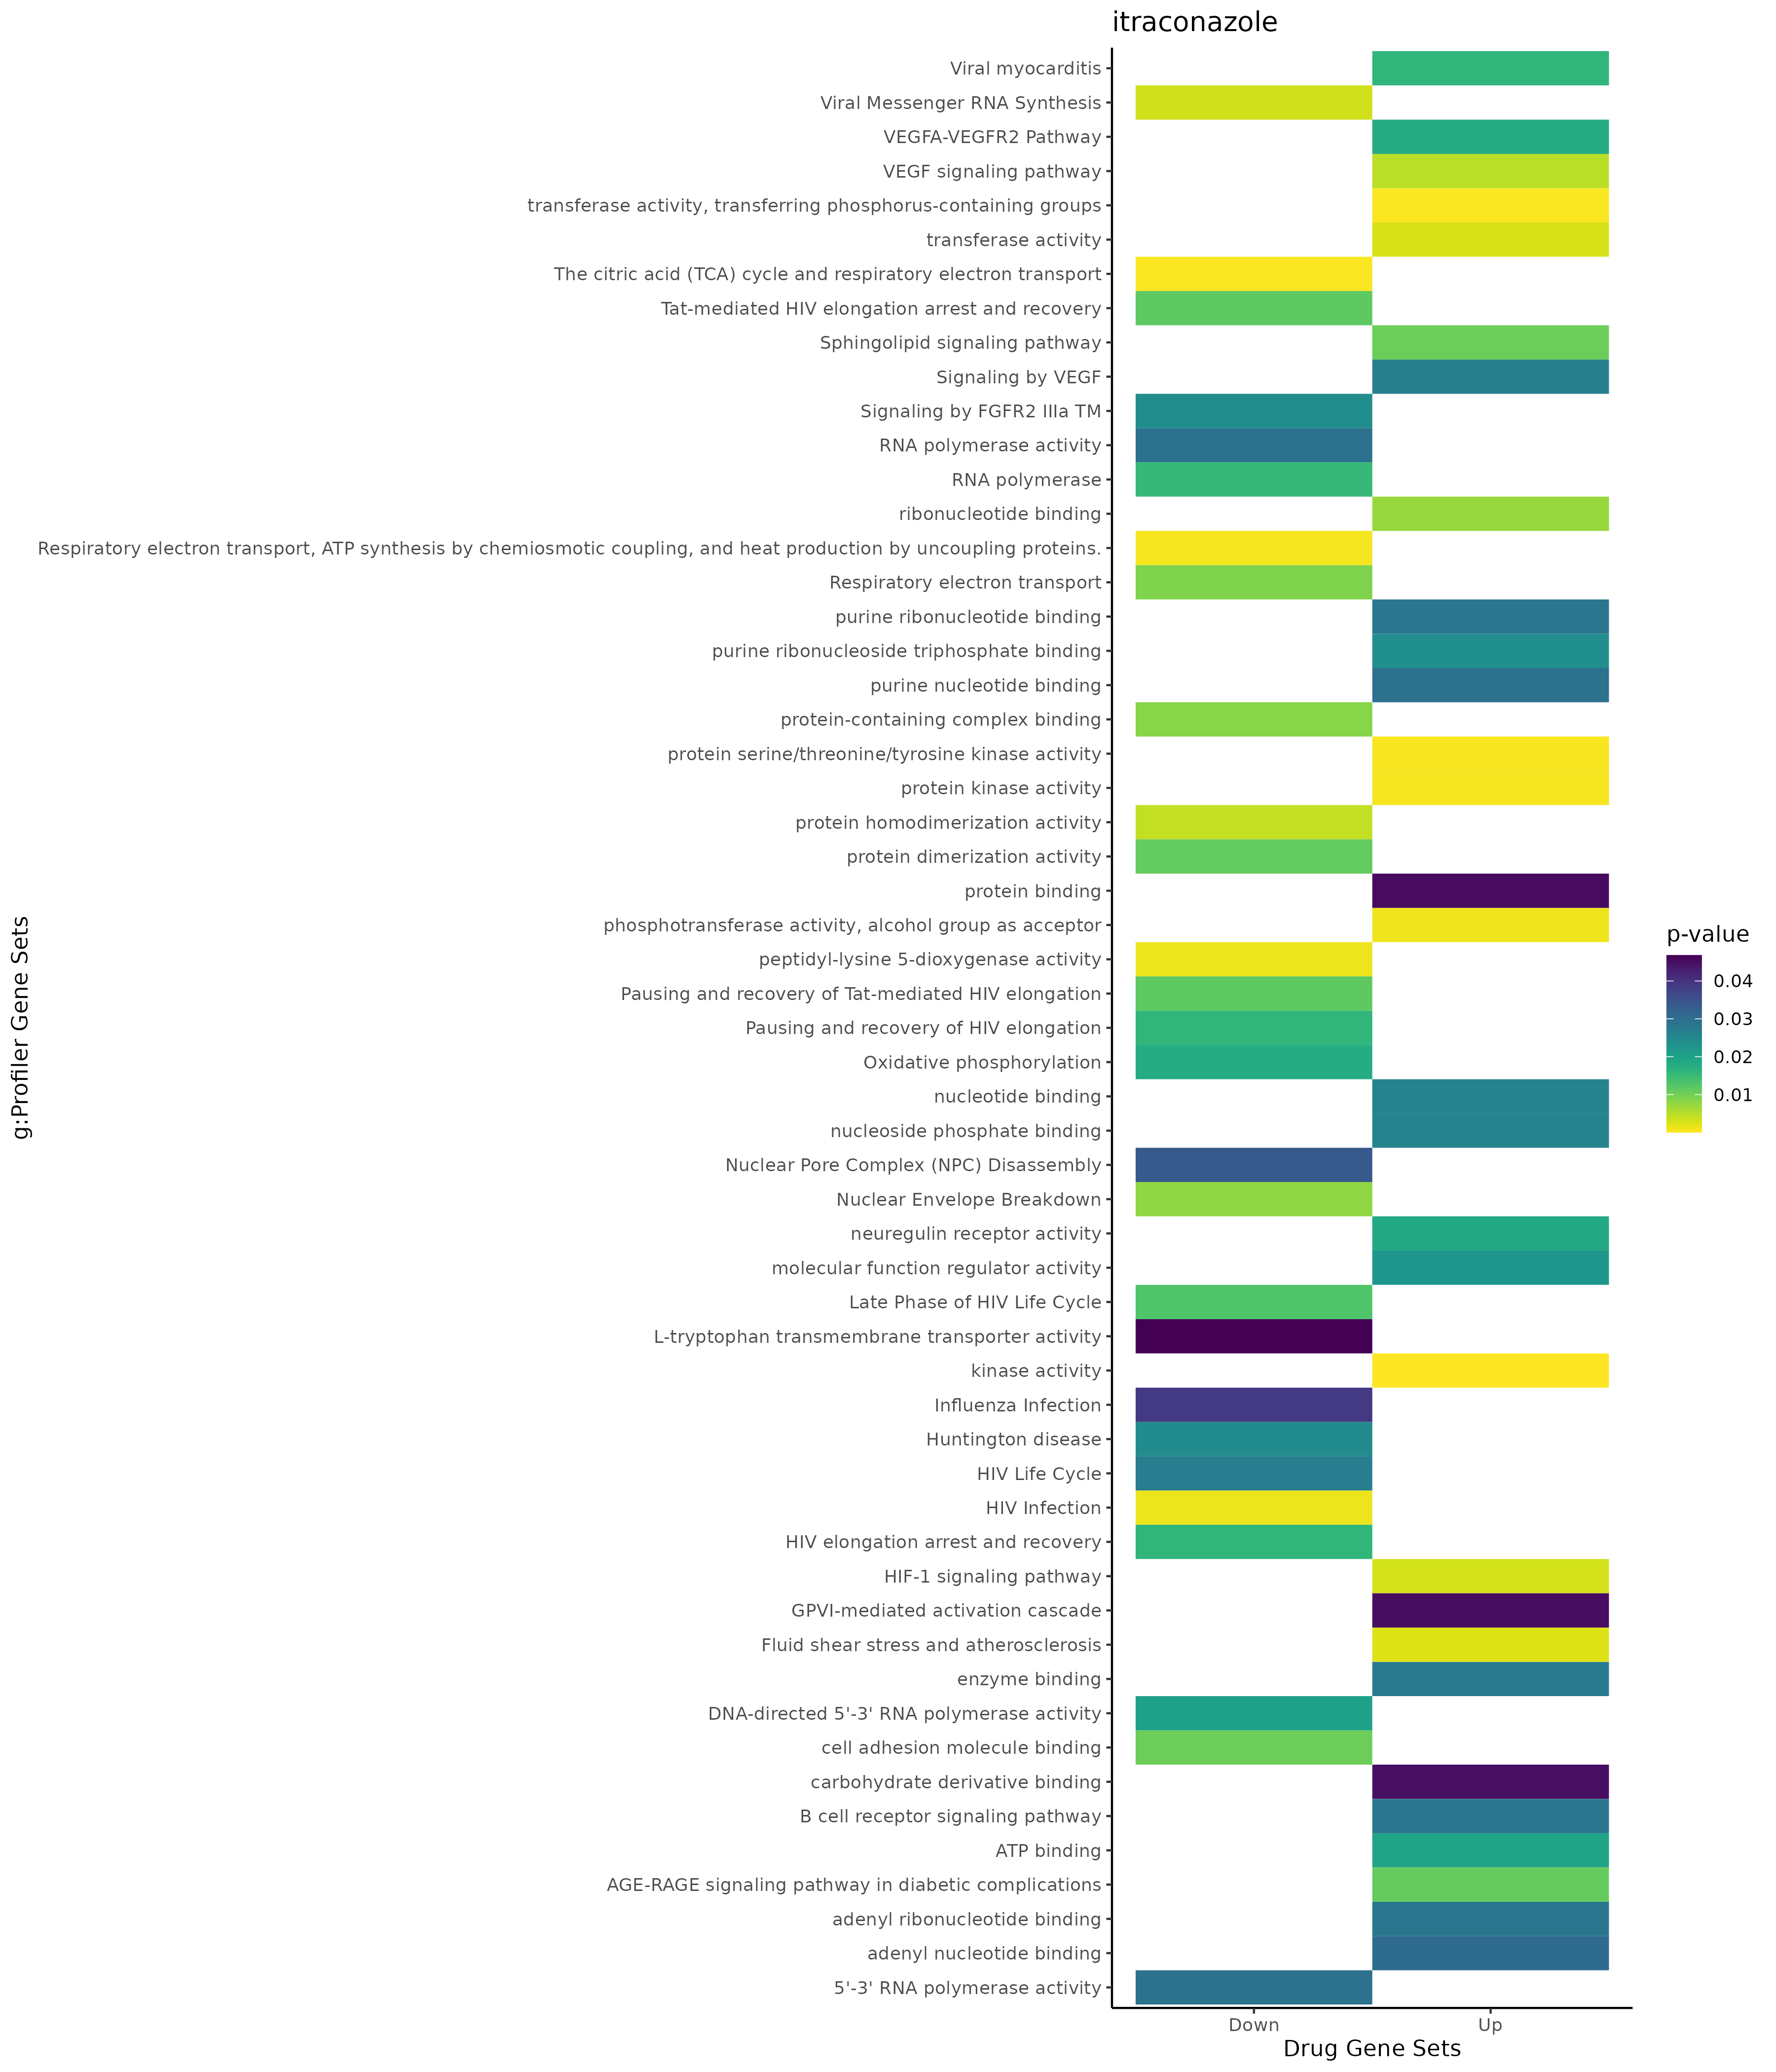 itraconazole
Viral myocarditis
Viral Messenger RNA Synthesis
VEGFA-VEGFR2 Pathway
VEGF signaling pathway
transferase activity, transferring phosphorus-containing groups
transferase activity
The citric acid (TCA) cycle and respiratory electron transport
Tat-mediated HIV elongation arrest and recovery
Sphingolipid signaling pathway
Signaling by VEGF
Signaling by FGFR2 IIIa TM
RNA polymerase activity
RNA polymerase
ribonucleotide binding
Respiratory electron transport, ATP synthesis by chemiosmotic coupling, and heat production by uncoupling proteins.
Respiratory electron transport
purine ribonucleotide binding
purine ribonucleoside triphosphate binding
purine nucleotide binding
protein-containing complex binding
protein serine/threonine/tyrosine kinase activity
protein kinase activity
protein homodimerization activity
protein dimerization activity
protein binding
phosphotransferase activity, alcohol group as acceptor
peptidyl-lysine 5-dioxygenase activity
Pausing and recovery of Tat-mediated HIV elongation
Pausing and recovery of HIV elongation
Oxidative phosphorylation
nucleotide binding
nucleoside phosphate binding
Nuclear Pore Complex (NPC) Disassembly
Nuclear Envelope Breakdown
neuregulin receptor activity
molecular function regulator activity
Late Phase of HIV Life Cycle
L-tryptophan transmembrane transporter activity
kinase activity
Influenza Infection
Huntington disease
HIV Life Cycle
HIV Infection
HIV elongation arrest and recovery
HIF-1 signaling pathway
GPVI-mediated activation cascade
Fluid shear stress and atherosclerosis
enzyme binding
DNA-directed 5'-3' RNA polymerase activity
cell adhesion molecule binding
carbohydrate derivative binding
B cell receptor signaling pathway
ATP binding
AGE-RAGE signaling pathway in diabetic complications
adenyl ribonucleotide binding
adenyl nucleotide binding
5'-3' RNA polymerase activity
g:Profiler Gene Sets
Down
Up
Drug Gene Sets
p-value
0.04
0.03
0.02
0.01